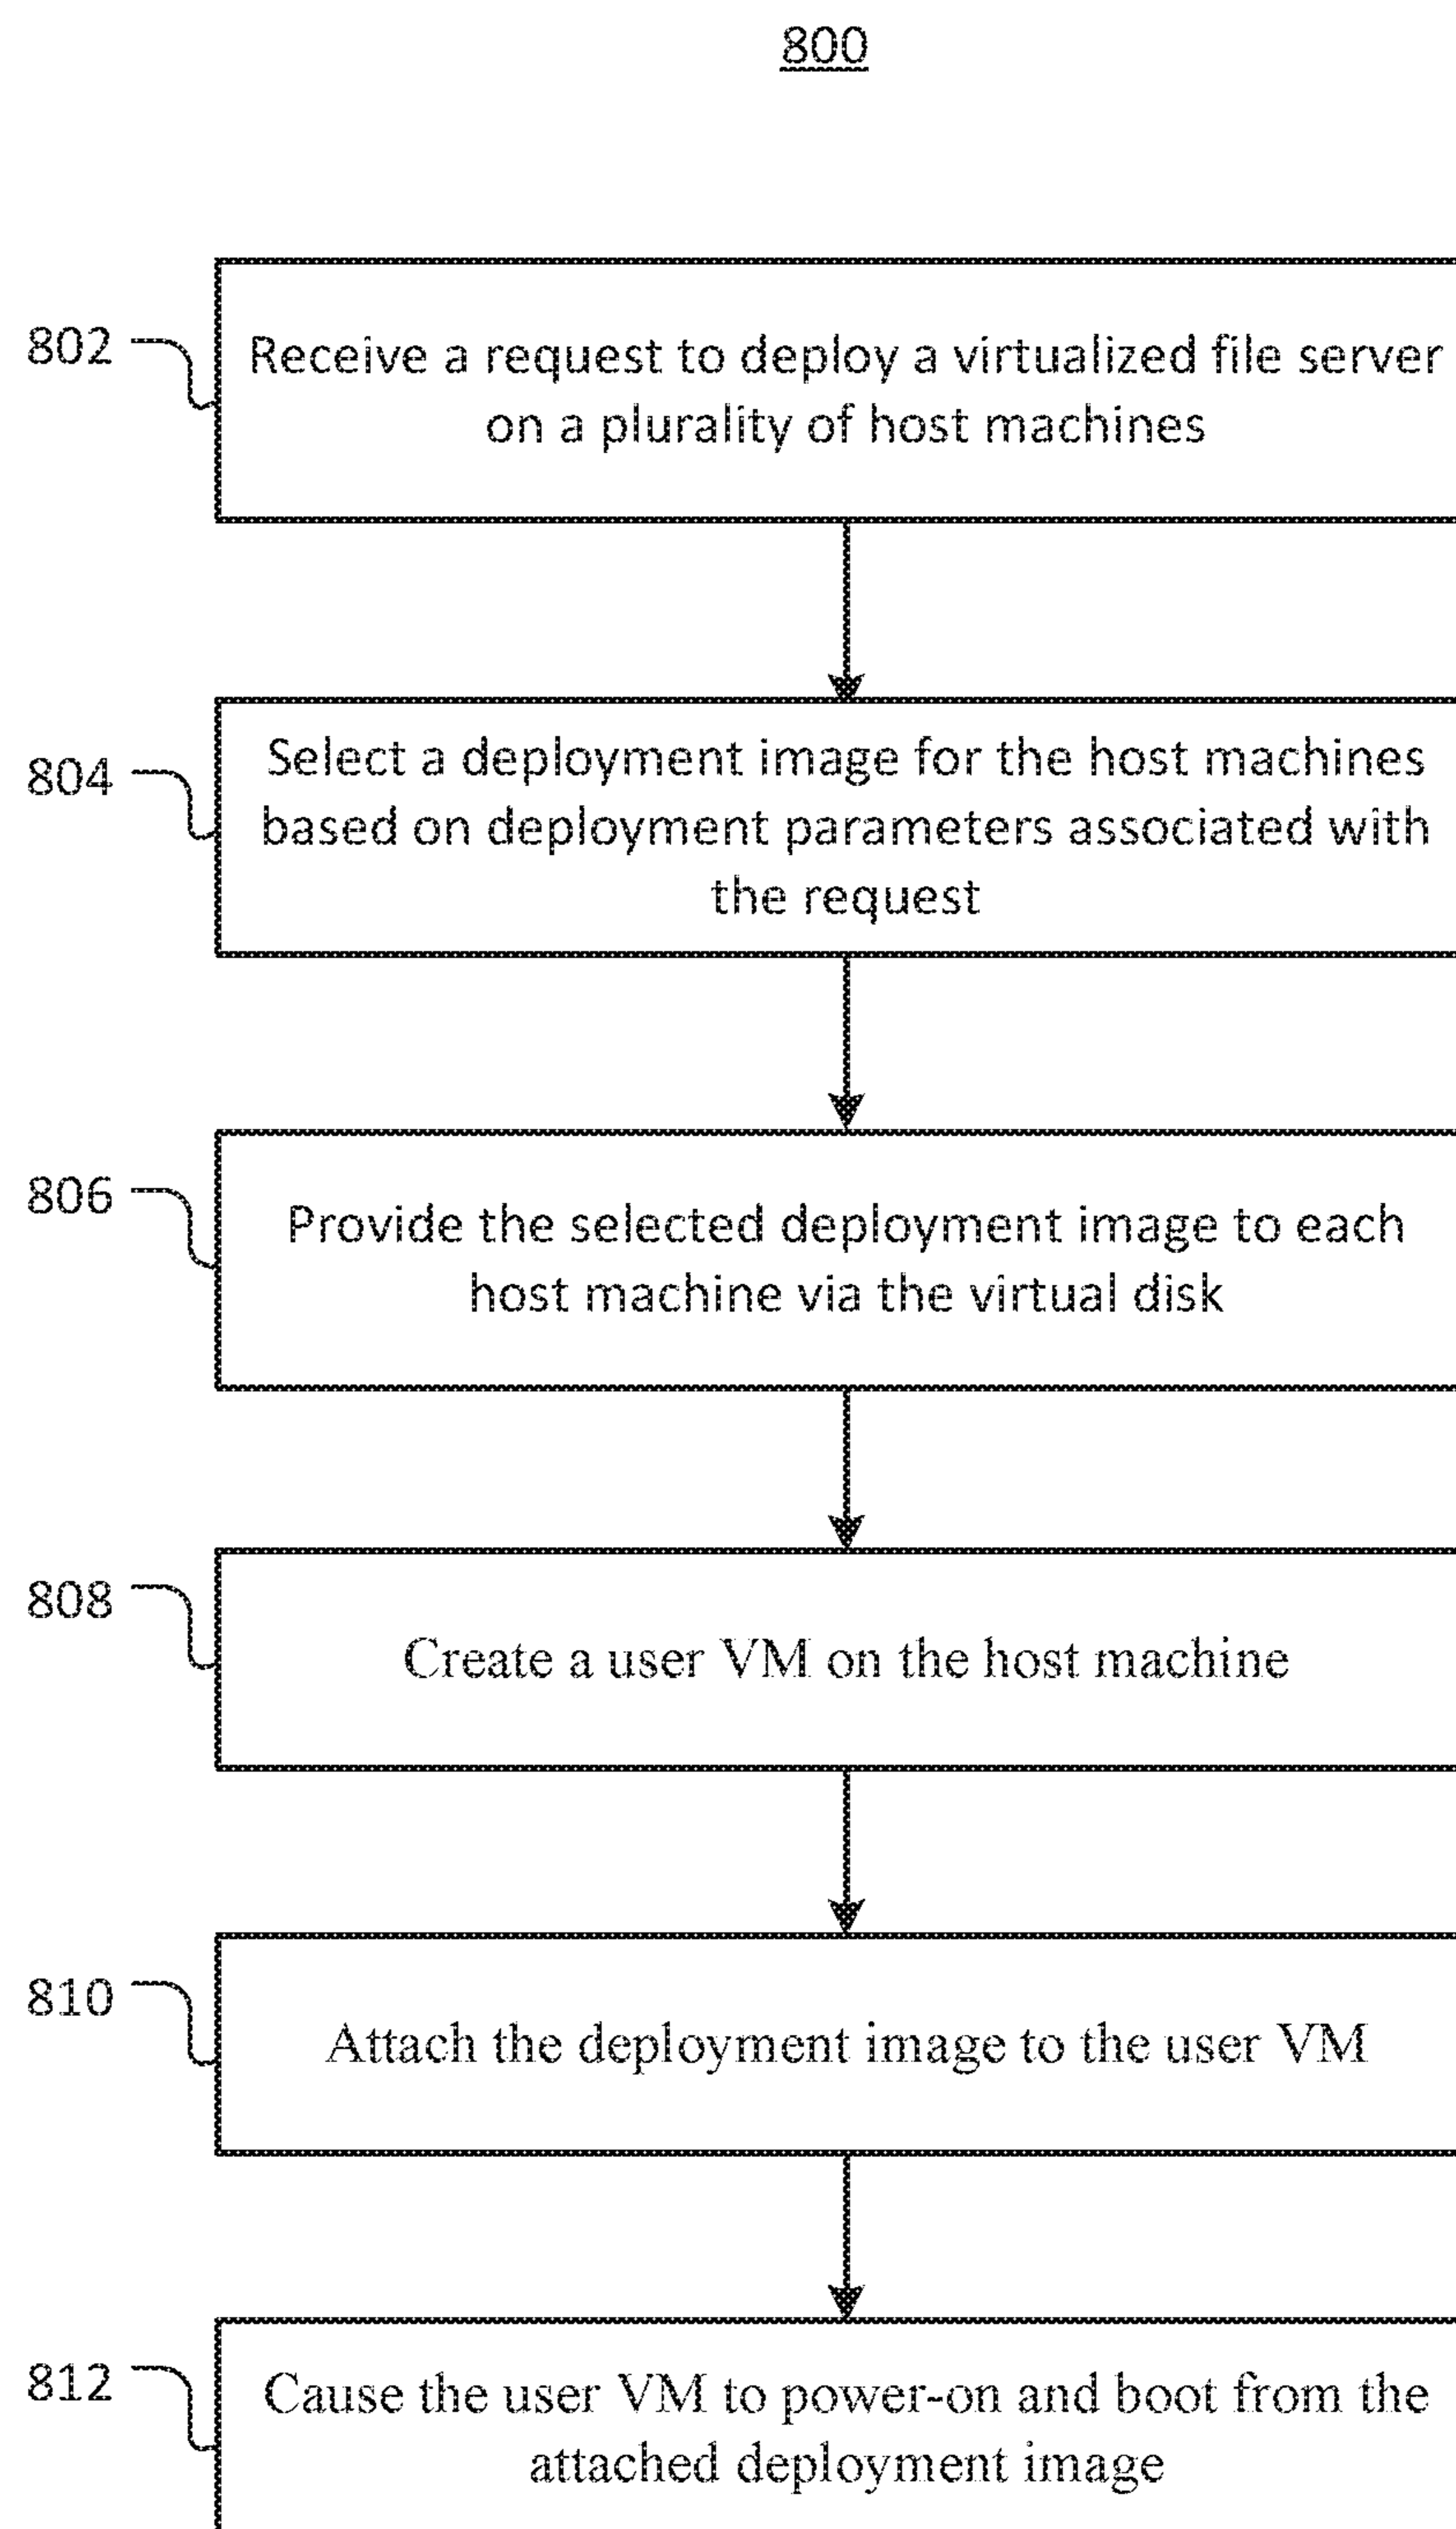 800
802
Receive a request to deploy a virtualized file server
on a plurality of host machines
804
Select a deployment image for the host machines
based on deployment parameters associated with
the request
806
Provide the selected deployment image to each
host machine via the virtual disk
808
Create a user VM on the host machine
810
Attach the deployment image to the user VM
812
Cause the user VM to power-on and boot from the
attached deployment image